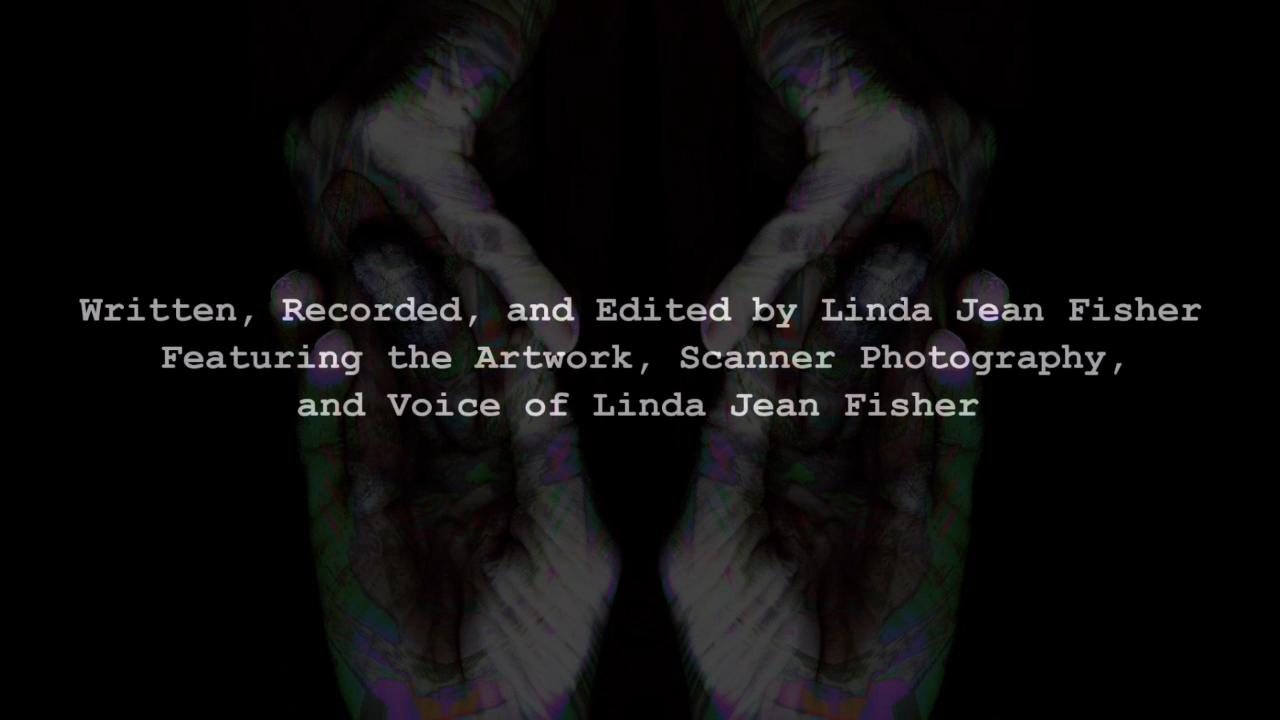 Written, Recorded, and Edited by Linda Jean Fisher
Featuring the Artwork, Scanner Photography,
and Voice of Linda Jean Fisher